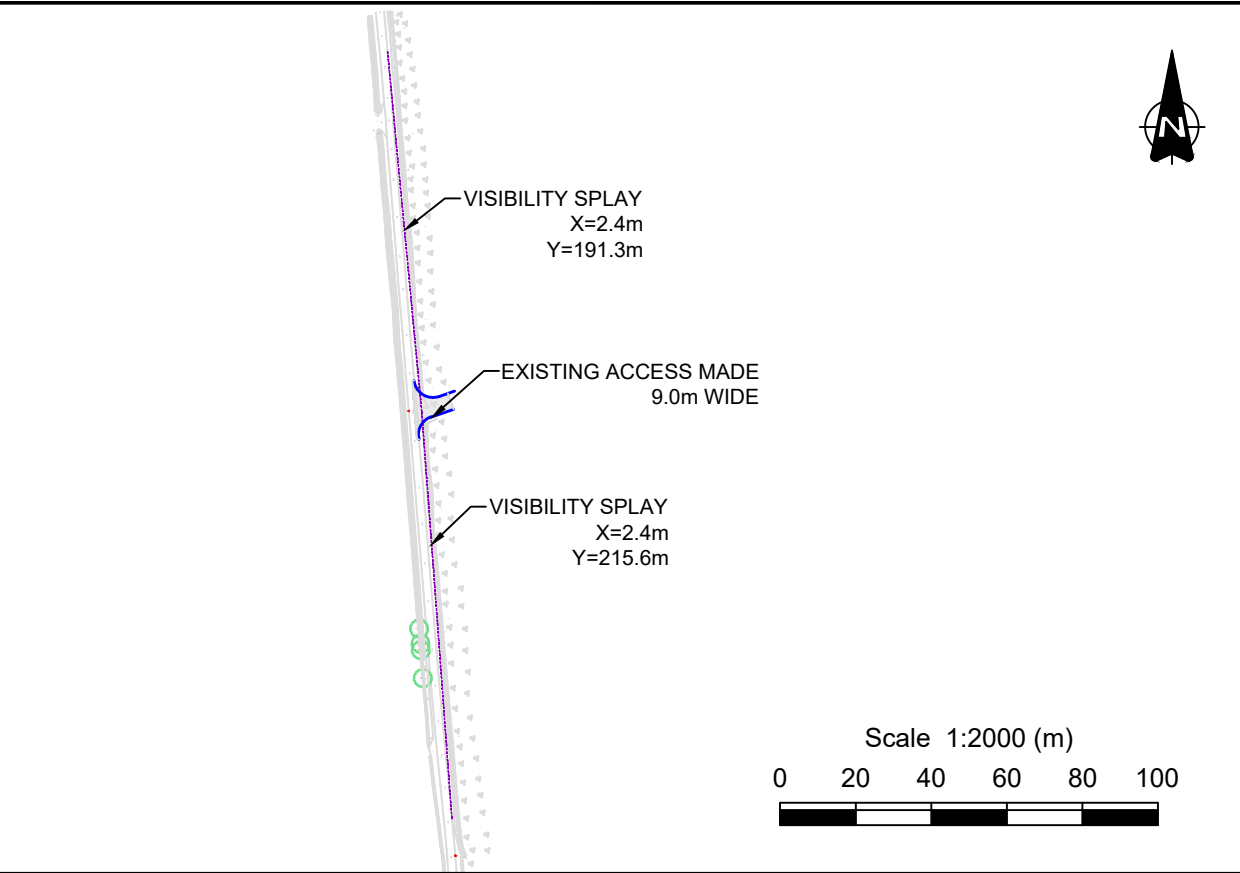 N
VISIBILITY SPLAY
X=2.4m
Y=191.3m
EXISTING ACCESS MADE
9.0m WIDE
VISIBILITY SPLAY
X=2.4m
Y=215.6m
Scale 1:2000 (m)
0 20 40 60 80 100